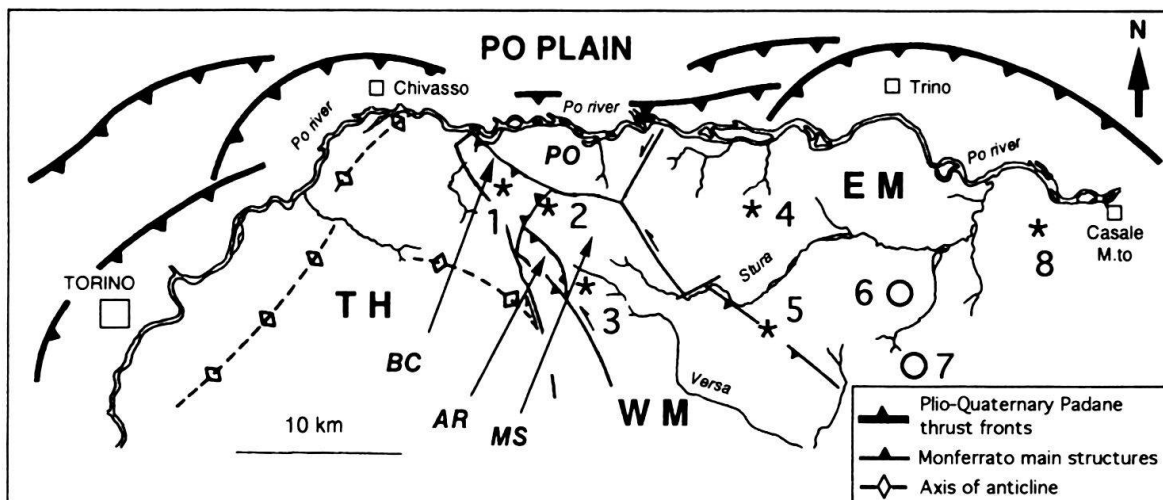 PO PLAIN
N
Chivasso
Trino
Po river
Po river
Po river
PO
E M
1
2
4
8
Casale
M.to
TORINO
T H
Stura
3
5
6
7
BC
AR
MS
W M
Versa
10 km
Plio-Quaternary Padane
thrust fronts
Monferrato main structures
Axis of anticline